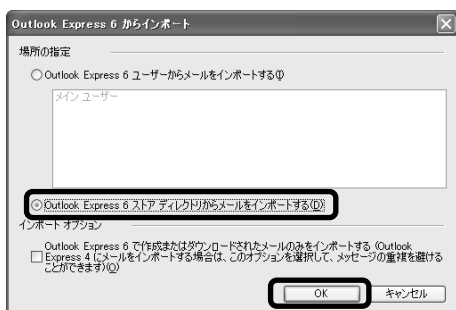 Outlook Express 6 からインポート
場所の指定
Outlook Express 6 ユーザーからメールをインポートする(I)
メイン ユーザー
Outlook Express 6 ストア ディレクトリからメールをインポートする(D)
インポート オプション
Outlook Express 6 で作成またはダウンロードされたメールのみをインポートする (Outlook
Express 4 にメールをインポートする場合は、このオプションを選択して、メッセージの重複を避ける
ことができます)(O)
OK
キャンセル